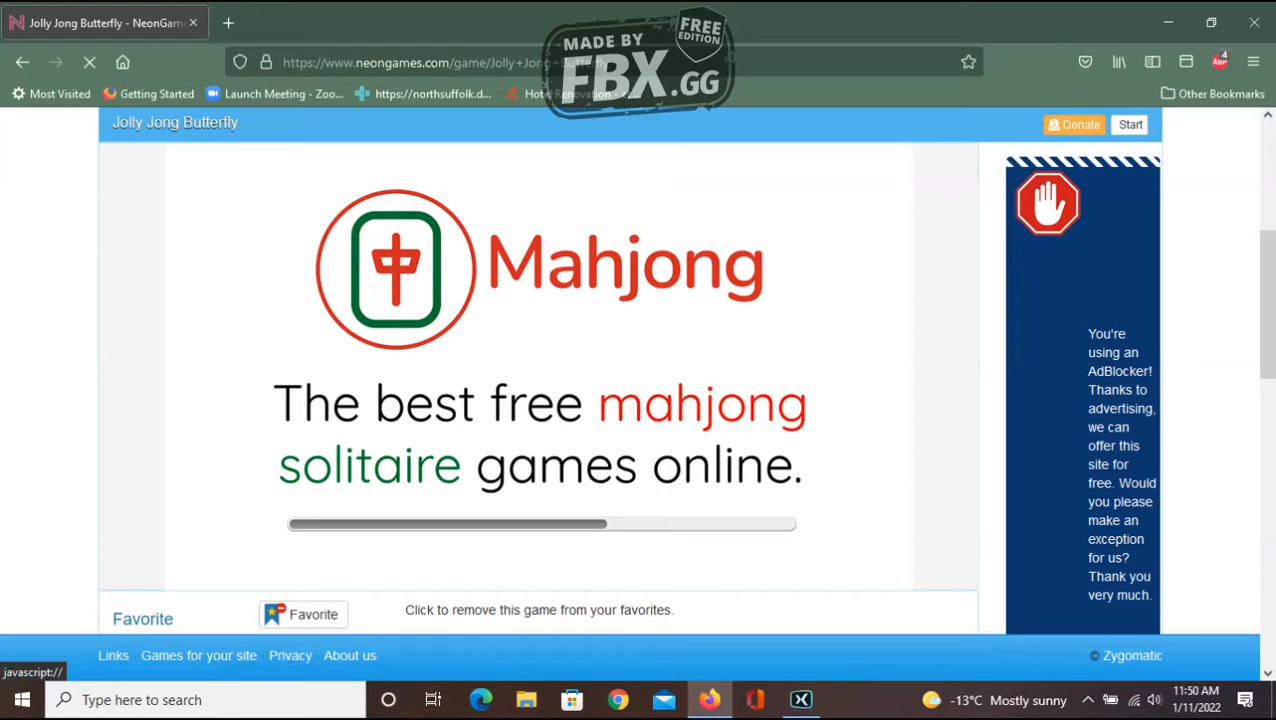 Jolly Jong Butterfly - NeonGam
MADE BY
FREE
EDITION
FBX.GG
https://www.neongames.com/game/Jolly+Jong+Butterfly
4
ABP
Most Visited
Getting Started
Launch Meeting - Zoo...
https://northsuffolk.d...
Other Bookmarks
Jolly Jong Butterfly
Donate
Start
中
Mahjong
The best free mahjong
solitaire games online.
You're
using an
AdBlocker!
Thanks to
advertising,
we can
offer this
site for
free. Would
you please
make an
exception
for us?
Thank you
very much.
Favorite
Favorite
Click to remove this game from your favorites.
Links
Games for your site
Privacy
About us
© Zygomatic
javascript://
Type here to search
-13°C Mostly sunny
11:50 AM
1/11/2022